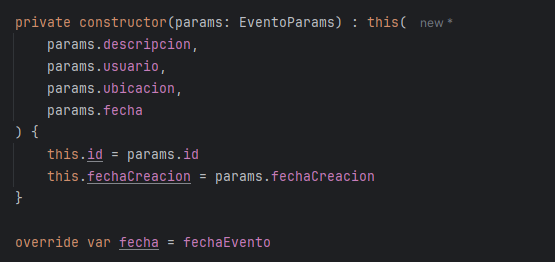 private constructor(params: EventoParams) : this( new *
params.descripcion,
params.usuario,
params.ubicacion,
params.fecha
) {
this.id = params.id
this.fechaCreacion = params.fechaCreacion
}
override var fecha = fechaEvento